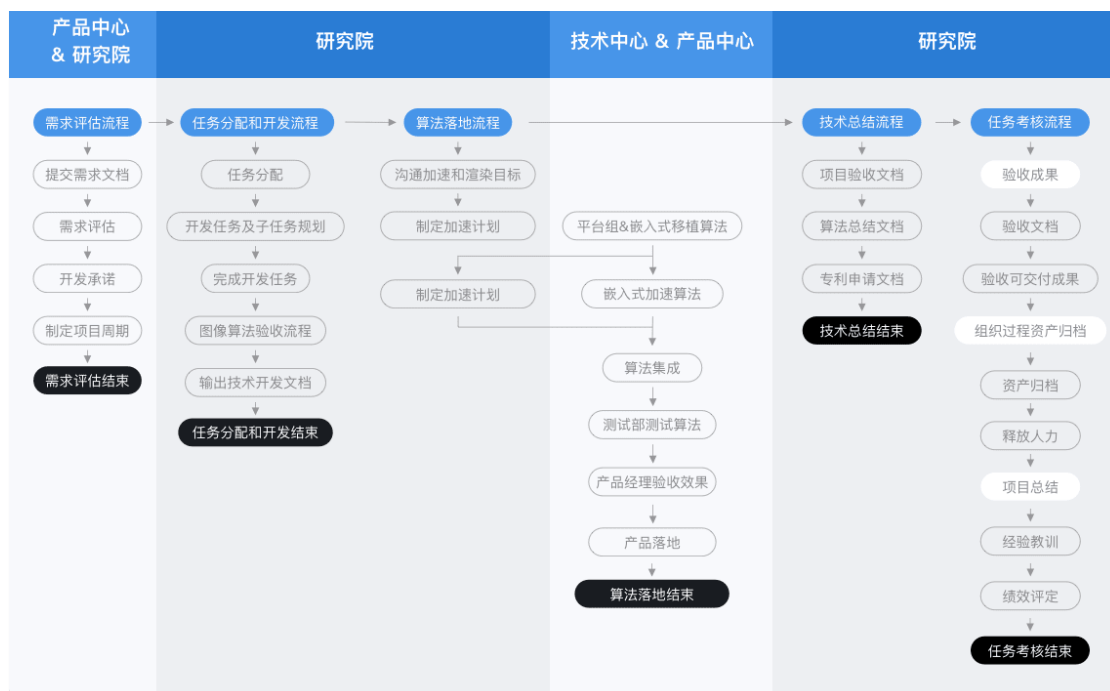 产品中心
& 研究院
研究院
技术中心 & 产品中心
研究院
需求评估流程
提交需求文档
需求评估
开发承诺
制定项目周期
需求评估结束
任务分配和开发流程
任务分配
开发任务及子任务规划
完成开发任务
图像算法验收流程
输出技术开发文档
任务分配和开发结束
算法落地流程
沟通加速和渲染目标
制定加速计划
制定加速计划
平台组&嵌入式移植算法
嵌入式加速算法
算法集成
测试部测试算法
产品经理验收效果
产品落地
算法落地结束
技术总结流程
项目验收文档
算法总结文档
专利申请文档
技术总结结束
任务考核流程
验收成果
验收文档
验收可交付成果
组织过程资产归档
资产归档
释放人力
项目总结
经验教训
绩效评定
任务考核结束